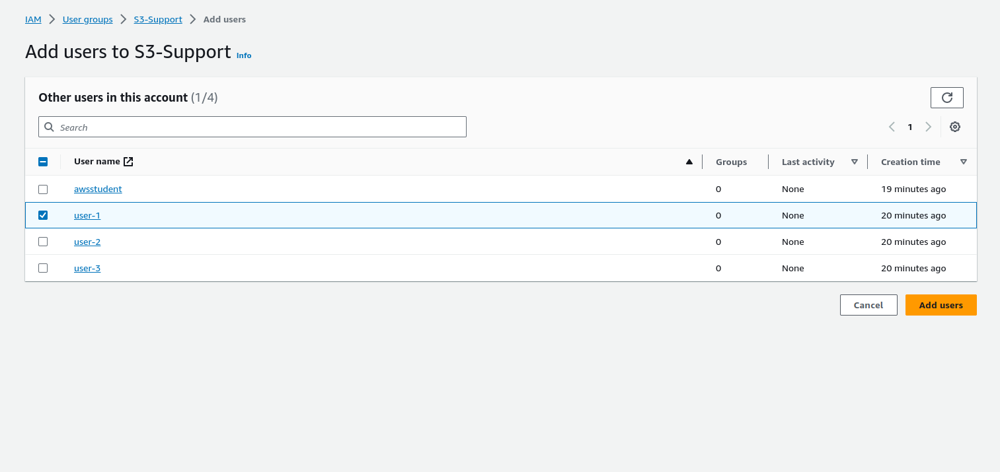 IAM > User groups > S3-Support > Add users
Add users to S3-Support Info
Other users in this account (1/4)
Search
1
User name Groups Last activity Creation time
awsstudent 0 None 19 minutes ago
user-1 0 None 20 minutes ago
user-2 0 None 20 minutes ago
user-3 0 None 20 minutes ago
Cancel Add users